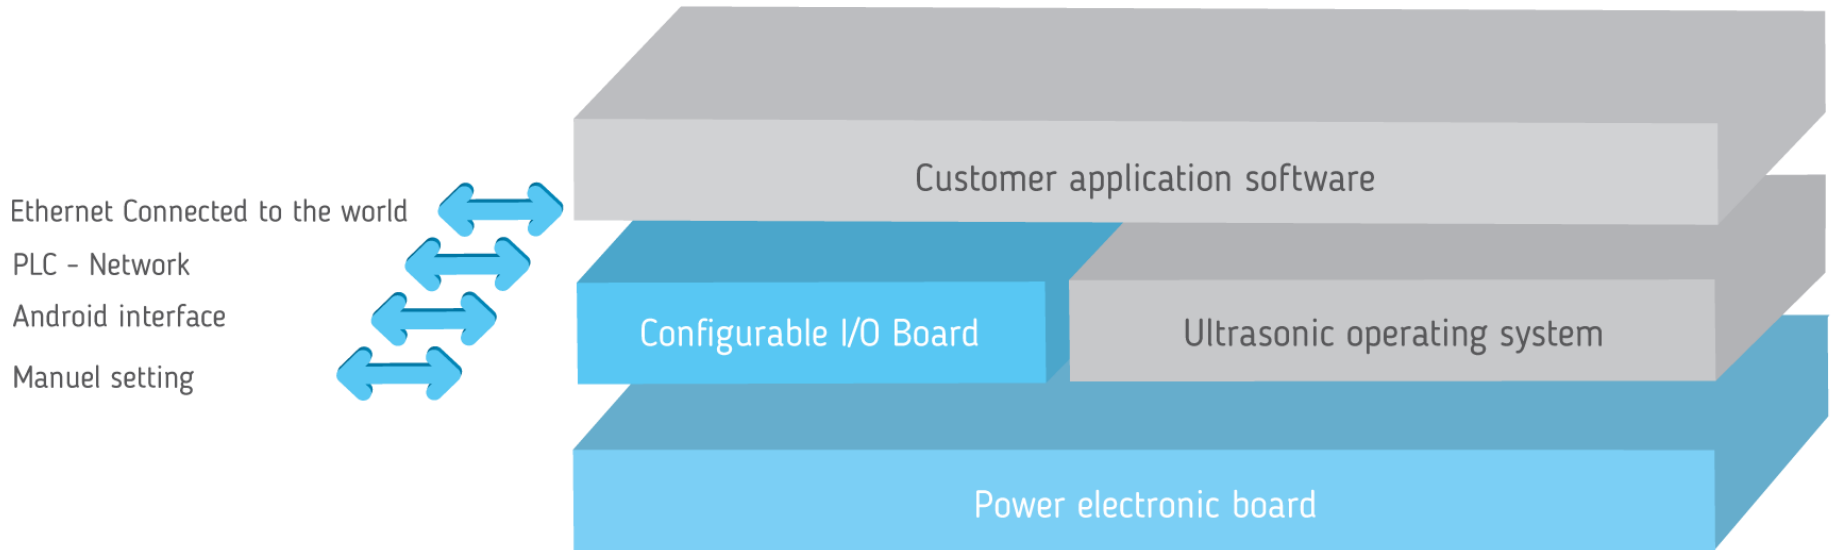 Customer application software
Ethernet Connected to the world
PLC - Network
Android interface
Manuel setting
Configurable I/O Board
Ultrasonic operating system
Power electronic board